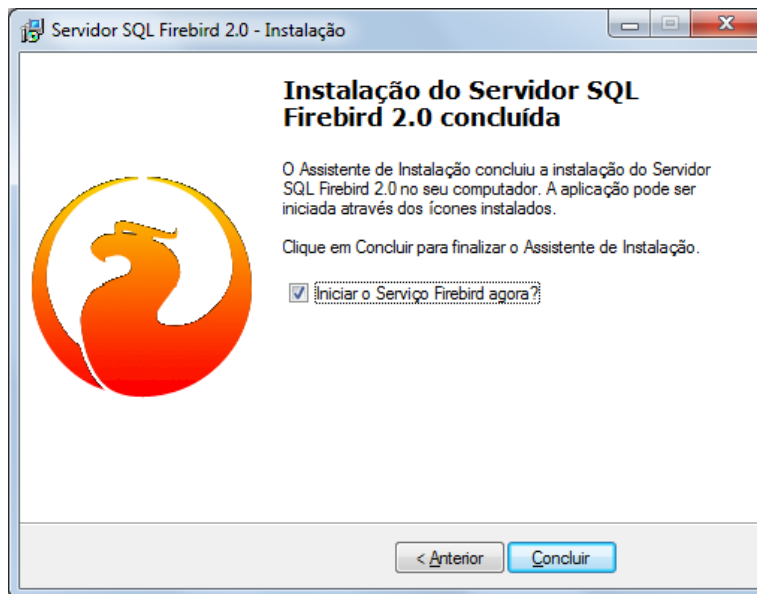 Servidor SQL Firebird 2.0 - Instalação
Instalação do Servidor SQL
Firebird 2.0 concluída
O Assistente de Instalação concluiu a instalação do Servidor
SQL Firebird 2.0 no seu computador. A aplicação pode ser
iniciada através dos ícones instalados.
Clique em Concluir para finalizar o Assistente de Instalação.
Iniciar o Serviço Firebird agora?
< Anterior
Concluir